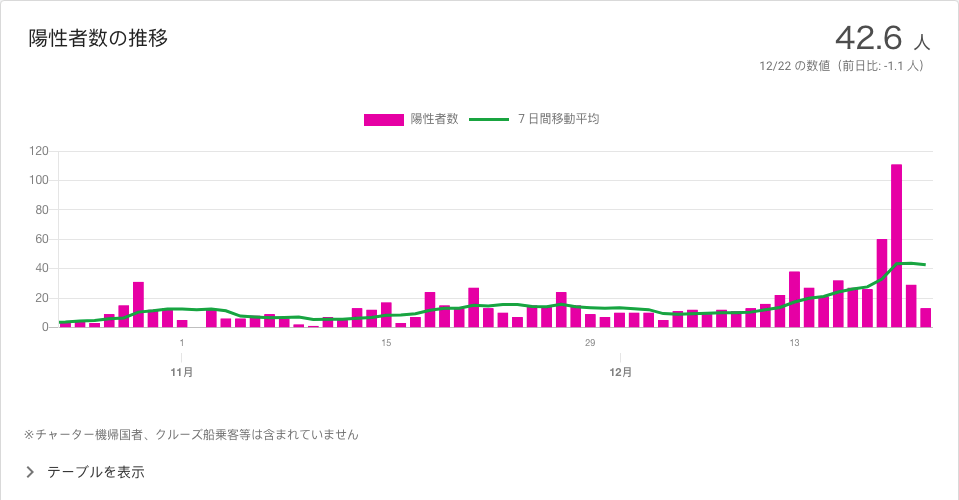 陽性者数の推移
42.6 人
12/22 の数値（前日比: -1.1 人）
陽性者数 7 日間移動平均
120
100
80
60
40
20
0
1 15 29 13
11月 12月
※チャーター機帰国者、クルーズ船乗客等は含まれていません
テーブルを表示